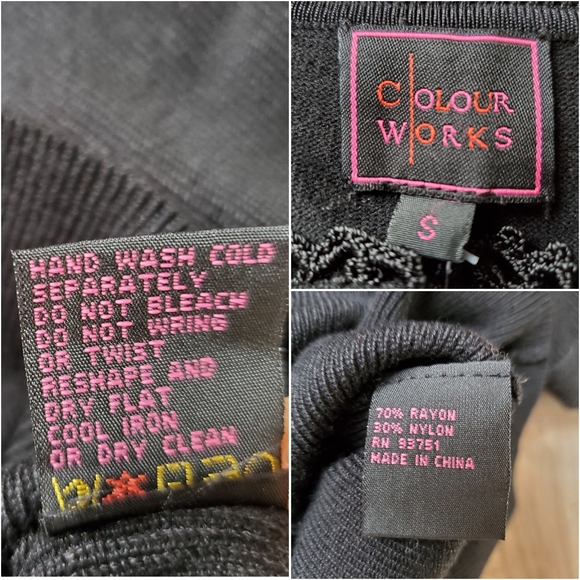 HAND WASH COLD
SEPARATELY
DO NOT BLEACH
DO NOT WRING
OR TWIST
RESHAPE AND
DRY FLAT
COOL IRON
OR DRY CLEAN
COLOUR
WORKS
S
70% RAYON
30% NYLON
RN 93751
MADE IN CHINA